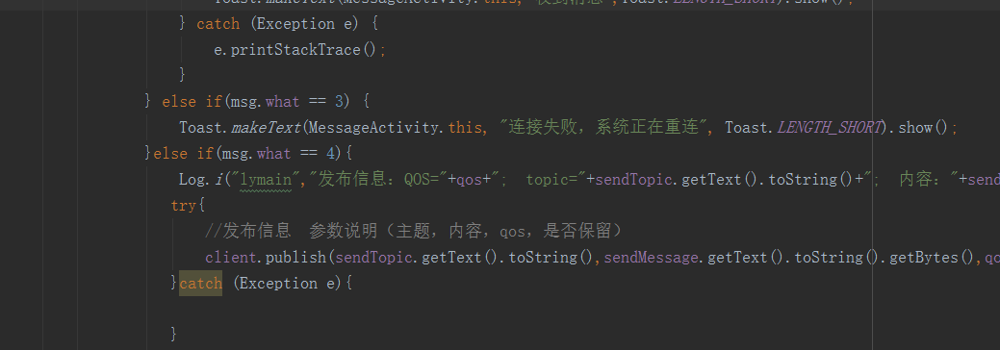 Toast.makeText(MessageActivity.this, "收到消息",Toast.LENGTH_SHORT).show();
} catch (Exception e) {
e.printStackTrace();
}
} else if(msg.what == 3) {
Toast.makeText(MessageActivity.this, "连接失败，系统正在重连", Toast.LENGTH_SHORT).show();
}else if(msg.what == 4){
Log.i("lymain","发布信息：QOS="+qos+"; topic="+sendTopic.getText().toString()+"; 内容："+send
try{
//发布信息 参数说明（主题，内容，qos，是否保留）
client.publish(sendTopic.getText().toString(),sendMessage.getText().toString().getBytes(),qo
}catch (Exception e){
}